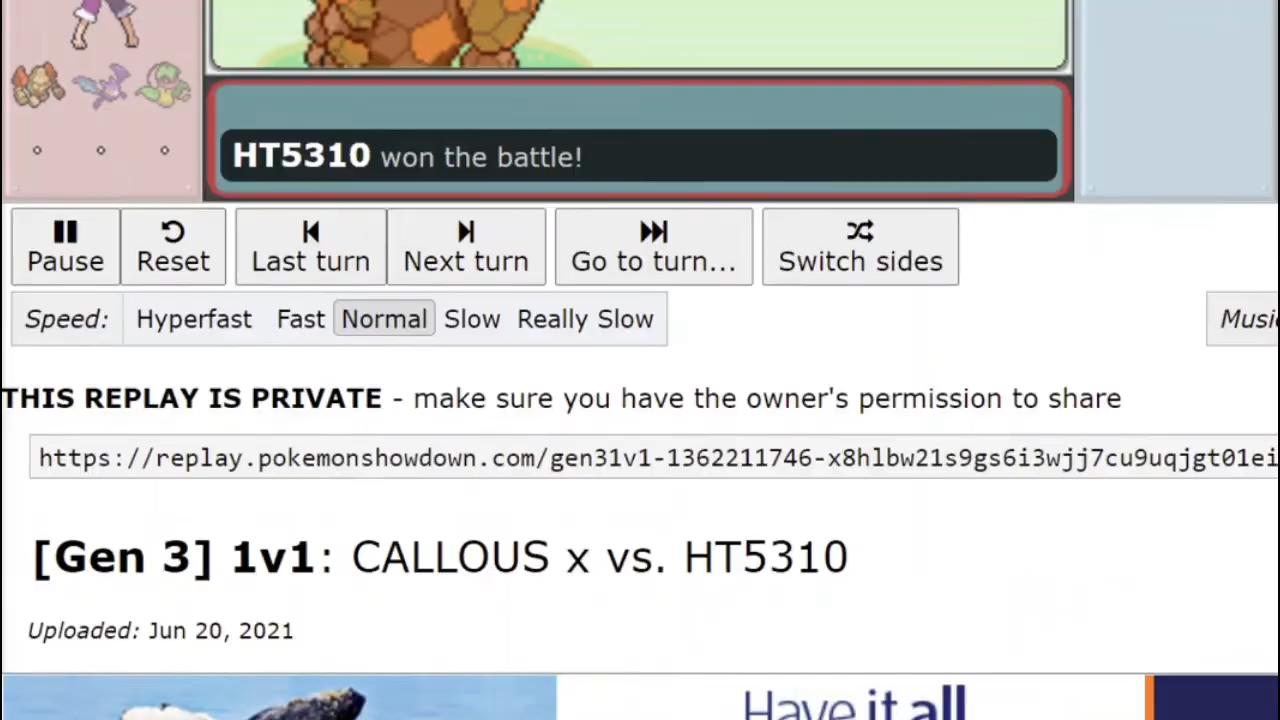 HT5310 won the battle!
Pause Reset Last turn Next turn Go to turn... Switch sides
Speed: Hyperfast Fast Normal Slow Really Slow
THIS REPLAY IS PRIVATE - make sure you have the owner's permission to share
https://replay.pokemonshowdown.com/gen31v1-1362211746-x8hlbw21s9gs6i3wjj7cu9uqjgt01ei
[Gen 3] 1v1: CALLOUS x vs. HT5310
Uploaded: Jun 20, 2021
Have it all